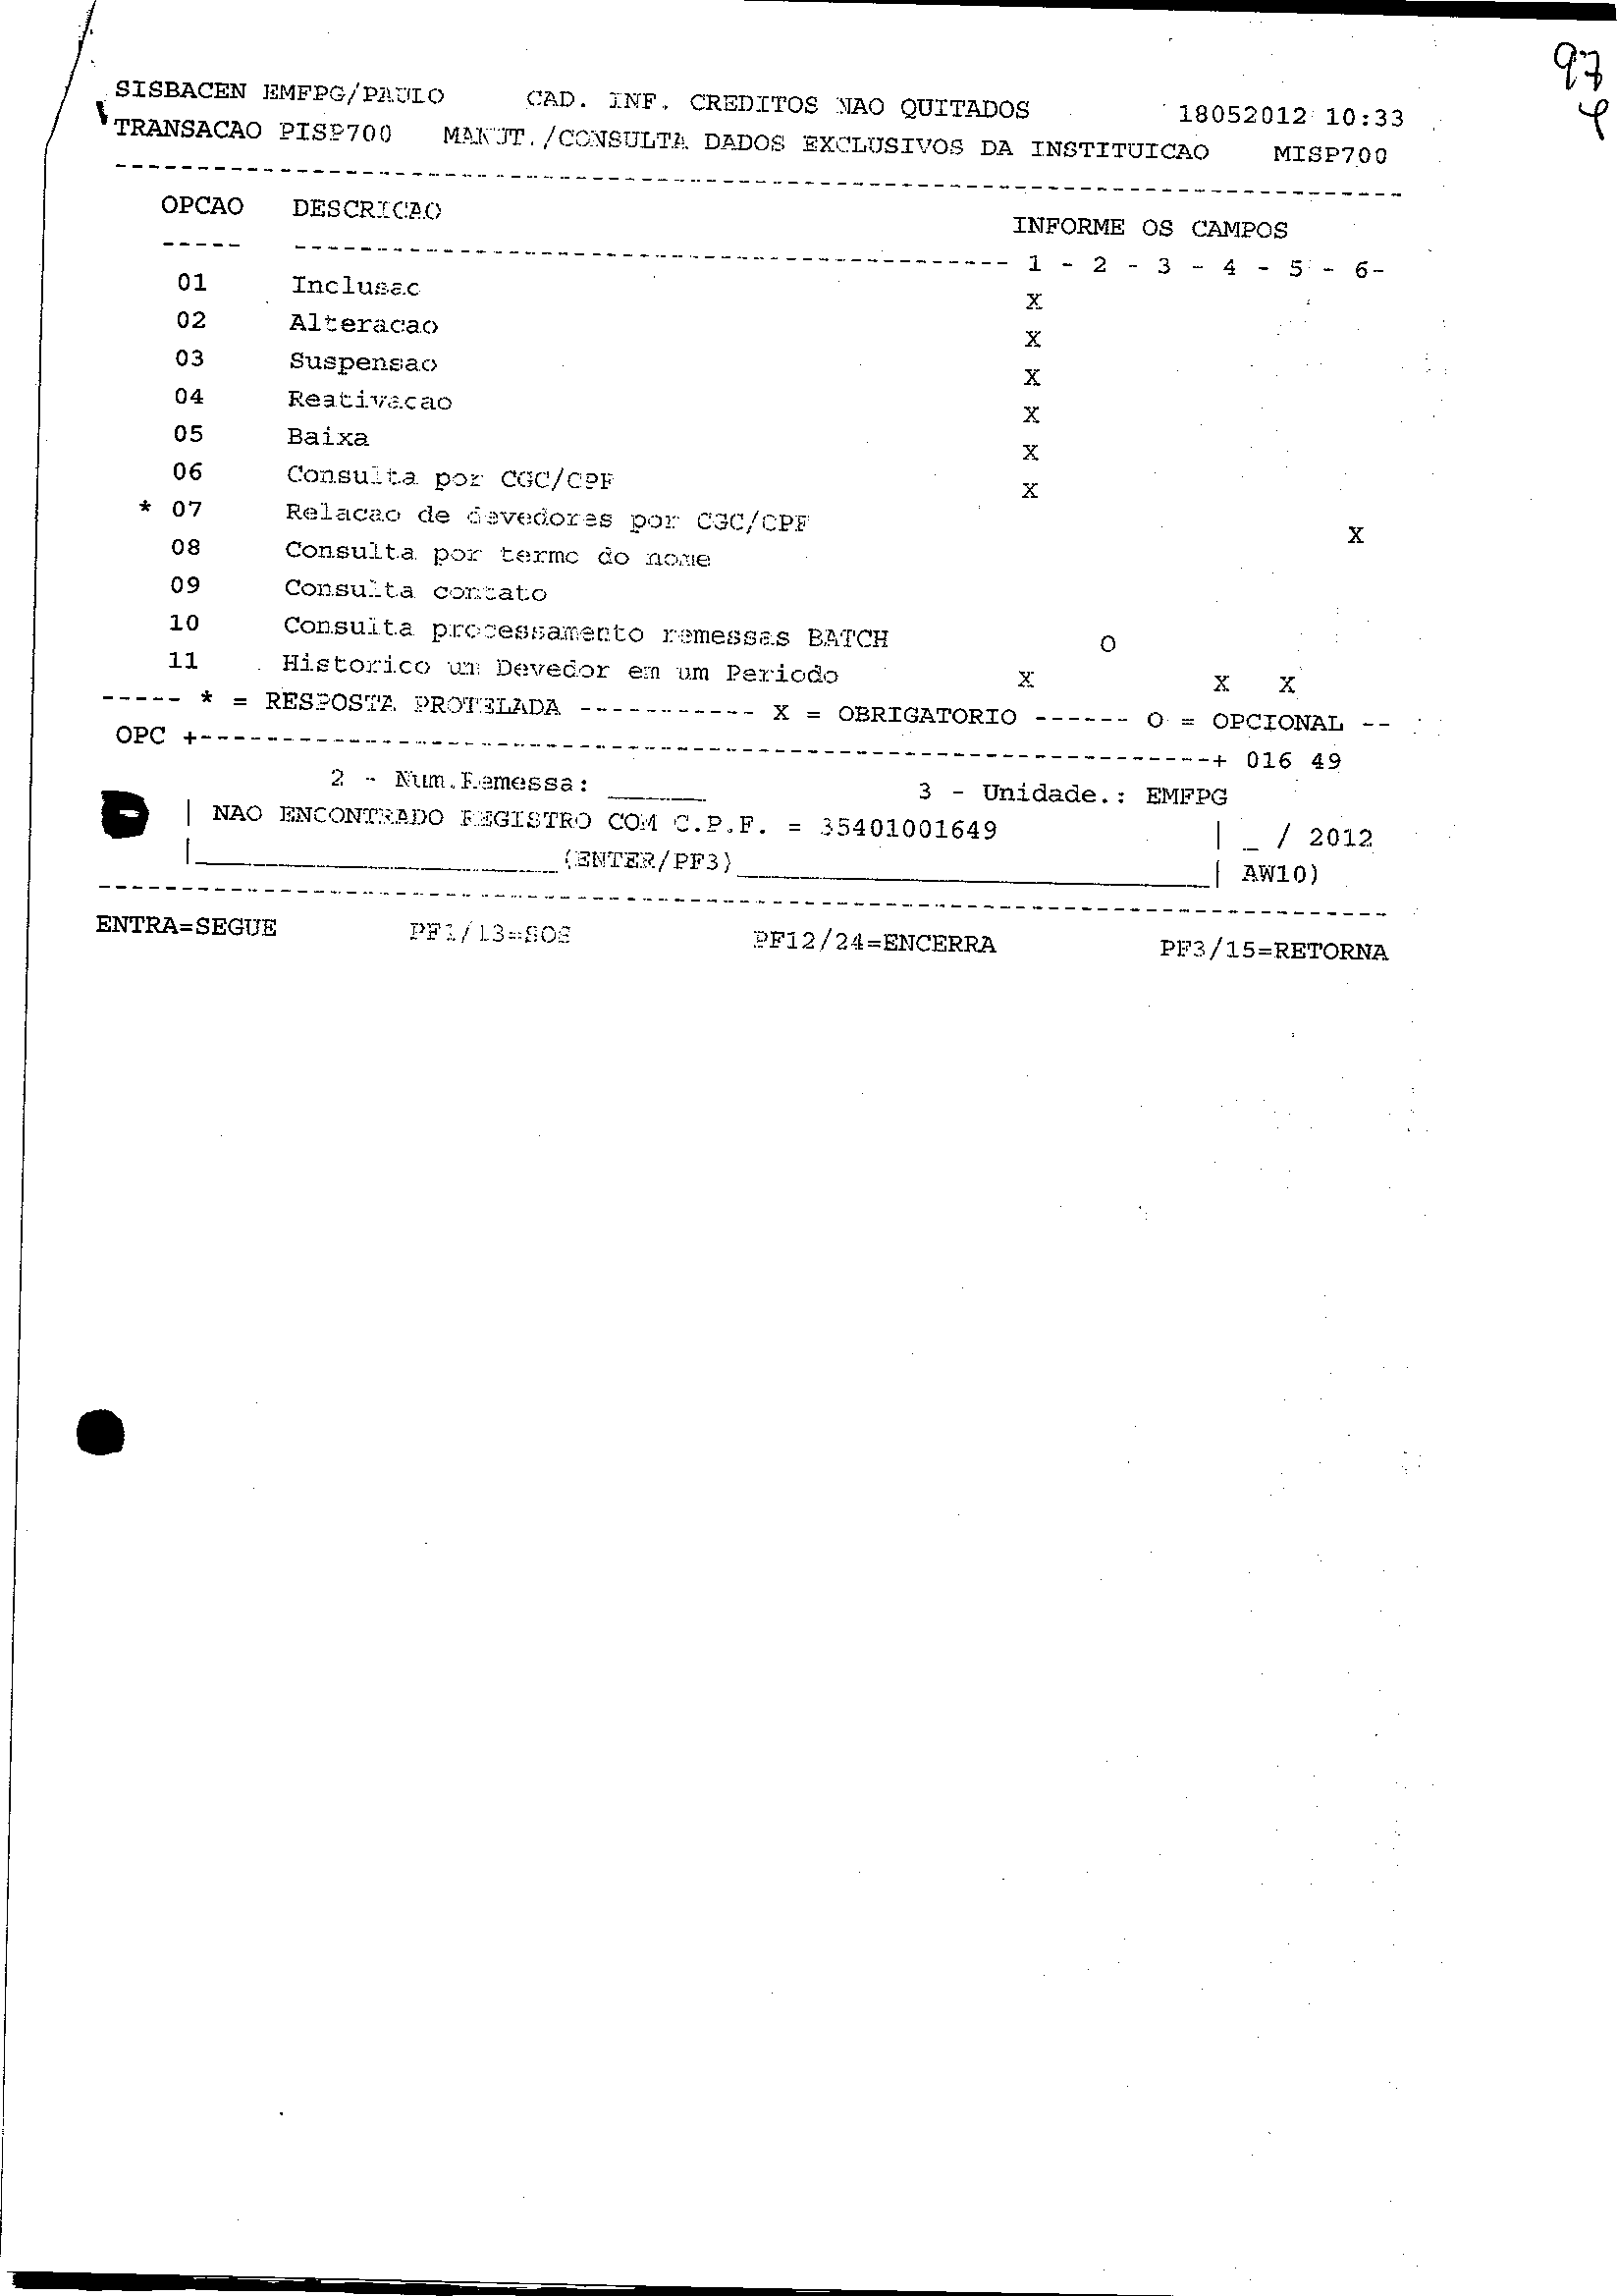 97
SISBACEN EMFPG/PAULO CAD. INF. CREDITOS NAO QUITADOS 18052012 10:33
TRANSACAO PISP700 MANUT./CONSULTA DADOS EXCLUSIVOS DA INSTITUICAO MISP700
--------------------------------------------------------------------------------
OPCAO DESCRICAO INFORME OS CAMPOS
----- -------------------------------------------- 1 - 2 - 3 - 4 - 5 - 6-
01 Inclusao X
02 Alteracao X
03 Suspensao X
04 Reativacao X
05 Baixa X
06 Consulta por CGC/CPF X
* 07 Relacao de devedores por CGC/CPF X
08 Consulta por termo do nome
09 Consulta contato
10 Consulta processamento remessas BATCH O
11 Historico um Devedor em um Periodo X X X
----- * = RESPOSTA PROTELADA ----------- X = OBRIGATORIO ------ O = OPCIONAL --
OPC +--------------------------------------------------------------+ 016 49
2 - Num.Remessa: ______ 3 - Unidade.: EMFPG
| NAO ENCONTRADO REGISTRO COM C.P.F. = 35401001649 | _ / 2012
|______________________(ENTER/PF3)_____________________________| AW10)
--------------------------------------------------------------------------------
ENTRA=SEGUE PF1/13=SOS PF12/24=ENCERRA PF3/15=RETORNA